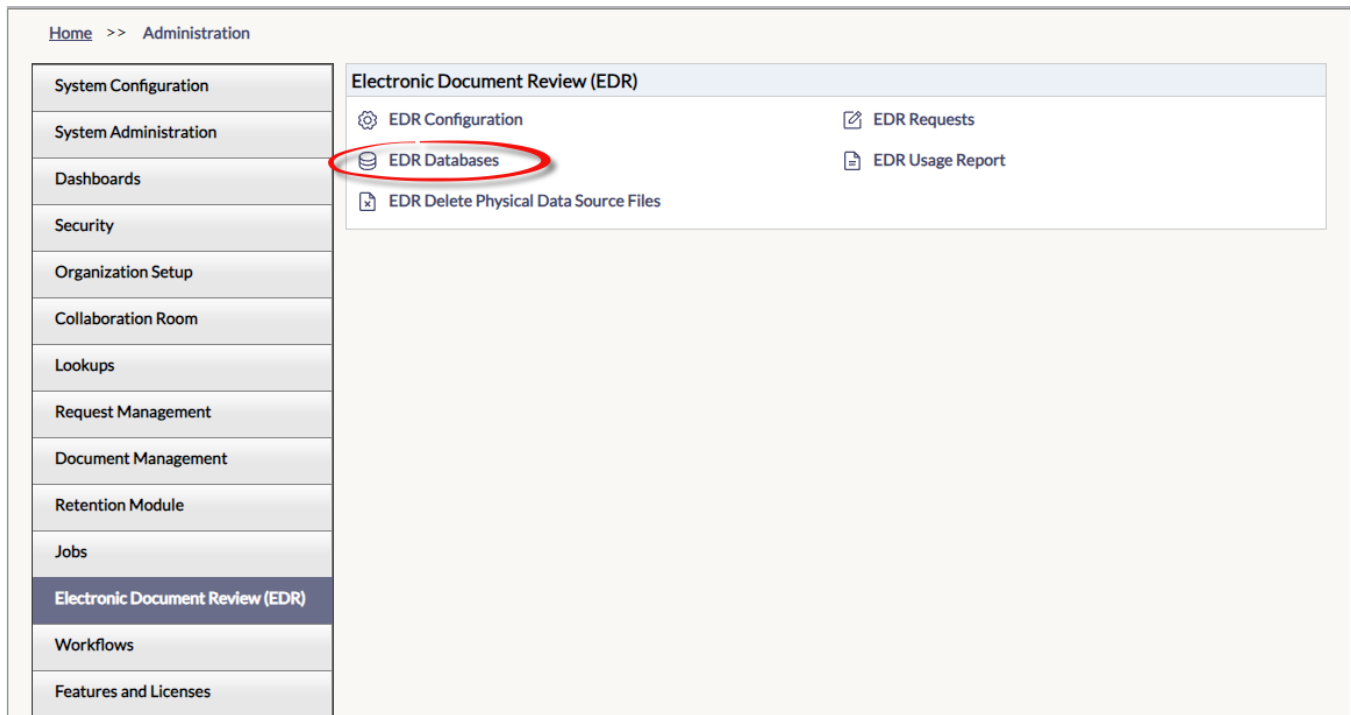 Home >> Administration
System Configuration
System Administration
Dashboards
Security
Organization Setup
Collaboration Room
Lookups
Request Management
Document Management
Retention Module
Jobs
Electronic Document Review (EDR)
Workflows
Features and Licenses
Electronic Document Review (EDR)
EDR Configuration
EDR Requests
EDR Databases
EDR Usage Report
EDR Delete Physical Data Source Files